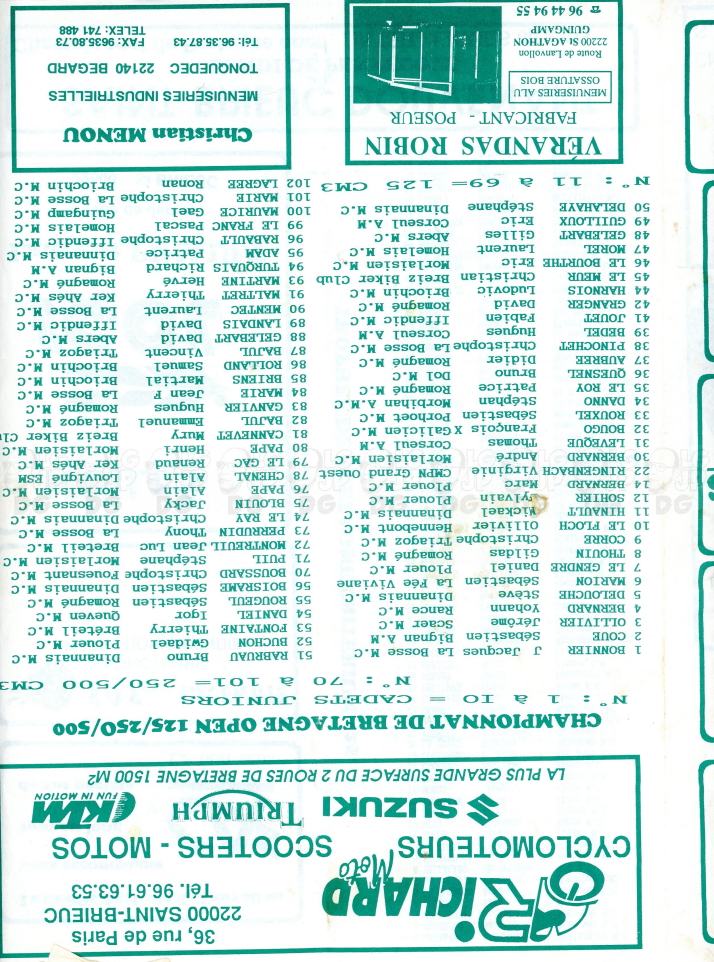 RICHARD
Moto
36, rue de Paris
22000 SAINT-BRIEUC
Tél. 96.61.63.53
CYCLOMOTEURS SCOOTERS - MOTOS
SUZUKI TRIUMPH KTM
FUN IN MOTION
LA PLUS GRANDE SURFACE DU 2 ROUES DE BRETAGNE 1500 M²
CHAMPIONNAT DE BRETAGNE OPEN 125/250/500
N°: 1 à IO = CADETS JUNIORS
N°: 70 à 101= 250/500 CM3
1 BONNIER J Jacques La Bosse M.C
2 COUE Sébastien Bignan A.M
3 OLLIVIER Jérôme Scaer M.C
4 BERNARD Yohann Rance M.C
5 DELOUCHE Stève Dinannais M.C
6 MARION Sébastien La Fée Viviane
7 LE GENDRE Daniel Plouer M.C
8 THOUIN Gildas Romagné M.C
9 CORRE Christophe Triagoz M.C
10 LE FLOCH Ollivier Hennebont M.C
11 HINAULT Mickael Dinannais M.C
12 SOHIER Sylvain Plouer M.C
14 BERNARD Marc Plouer M.C
22 RINGENBACH Virginie CMPN Grand Ouest
30 BERNARD André Morlaisien M.C
31 LEVEQUE Thomas Corseul A.M
32 BOUGO François X Galicien M.C
33 ROUXEL Sébastien Porhoet M.C
34 DANNO Stéphan Morbihan A.M.C
35 LE ROY Patrice Romagné M.C
36 QUESNEL Bruno Dol M.C
37 AUBREE Didier Romagné M.C
38 PINOCHET Christophe La Bosse M.C
39 BEDEL Hugues Corseul A.M
41 JOUET Fabien Iffendic M.C
42 GRANGER David Romagné M.C
44 HARNOIS Ludovic Briochin M.C
45 LE MEUR Christian Breiz Biker Club
46 LE BOURTHE Eric Morlaisien M.C
47 MOREL Laurent Homelais M.C
48 GELEBART Gilles Abers M.C
49 GUILLOUX Eric Corseul A.M
50 DELAHAYE Stéphane Dinannais M.C
N°: 11 à 69= 125 CM3
51 RABRUAU Bruno Dinannais M.C
52 BUCHON Gwidael Plouer M.C
53 FONTAINE Thierry Breteil M.C
54 DANIEL Igor Queven M.C
55 ROUGEUL Sébastien Romagné M.C
56 BOISRAME Sébastien Dinannais M.C
70 BOUSSARD Christophe Fouesnant M.C
71 PUIL Stéphane Morlaisien M.C
72 MONTREUIL Jean Luc Breteil M.C
73 PERRUDIN Thony La Bosse M.C
74 LE RAY Christophe Dinannais M.C
75 BLOUIN Jacky La Bosse M.C
76 PAPE Alain Morlaisien M.C
78 CHENAL Alain Louvigné ESM
79 LE GAC Renaud Ker Ahés M.C
80 PAPE Henri Morlaisien M.C
81 CANNEVET Mury Breiz Biker Clu
82 BAJUL Emmanuel Triagoz M.C
83 GANVIER Hugues Romagné M.C
84 MARIE Jean F La Bosse M.C
85 BRIENS Martial Briochin M.C
86 ROLLAND Samuel Briochin M.C
87 BAJUL Vincent Triagoz M.C
88 GELEBART David Abers M.C
89 LANDAIS David Iffendic M.C
90 MENTEC Laurent La Bosse M.C
91 MALTRET Thierry Ker Ahés M.C
93 MARTINE Hervé Romagné M.C
94 TURQUAIS Richard Bignan A.M
95 ADAM Patrice Dinannais M.C
96 RABAULT Christophe Iffendic M.C
99 LE FRANC Pascal Homelais M.C
100 MAURICE Gael Guingamp M.C
101 MARIE Christophe La Bosse M.C
102 LAGREE Ronan Briochin M.C
VÉRANDAS ROBIN
FABRICANT - POSEUR
MENUISERIES ALU
OSSATURE BOIS
Route de Lanvollon
22200 St AGATHON
GUINGAMP
☎ 96 44 94 55
Christian MENOU
MENUISERIES INDUSTRIELLES
TONQUEDEC 22140 BEGARD
Tél: 96.35.87.43 FAX: 9635.80.73
TELEX: 741 488